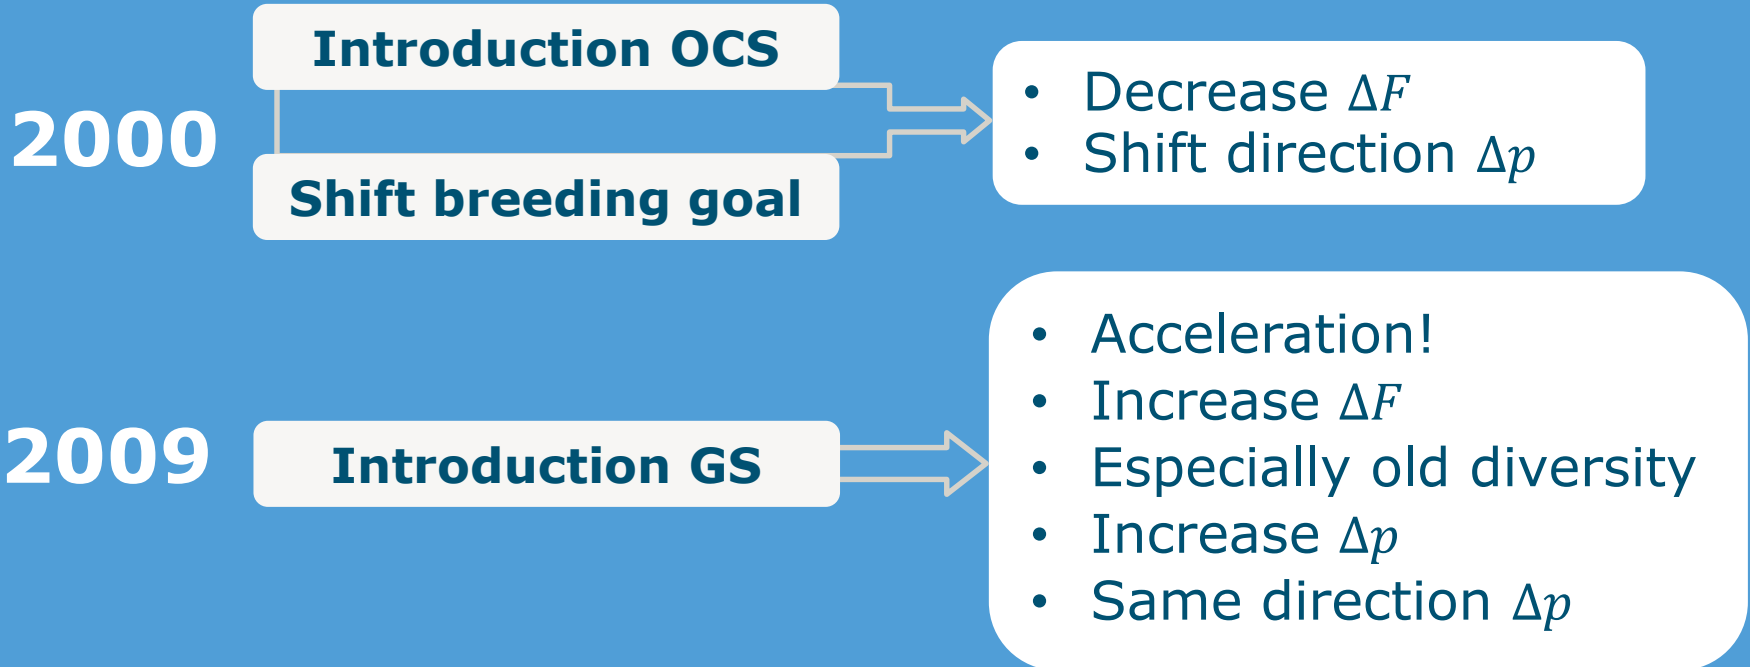 2000
Introduction OCS
Shift breeding goal
• Decrease Δ𝐹
• Shift direction Δ𝑝
2009
Introduction GS
• Acceleration!
• Increase Δ𝐹
• Especially old diversity
• Increase Δ𝑝
• Same direction Δ𝑝